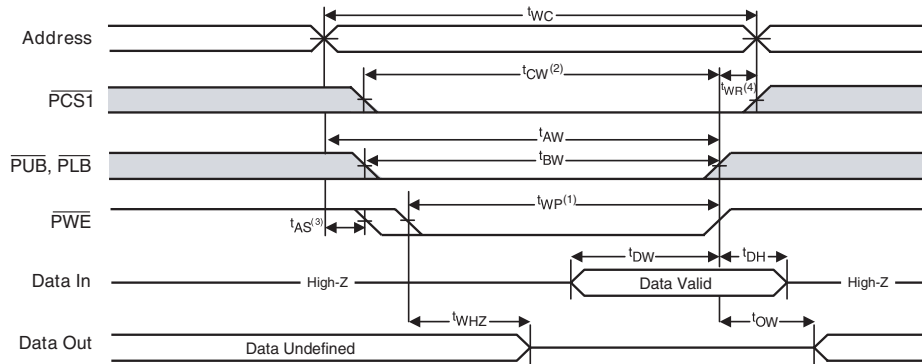 tWC
Address
tCW(2)
tWR(4)
PCS1
tAW
PUB, PLB
tBW
tWP(1)
PWE
tAS(3)
tDW
tDH
Data In
High-Z
Data Valid
High-Z
tWHZ
tOW
Data Out
Data Undefined